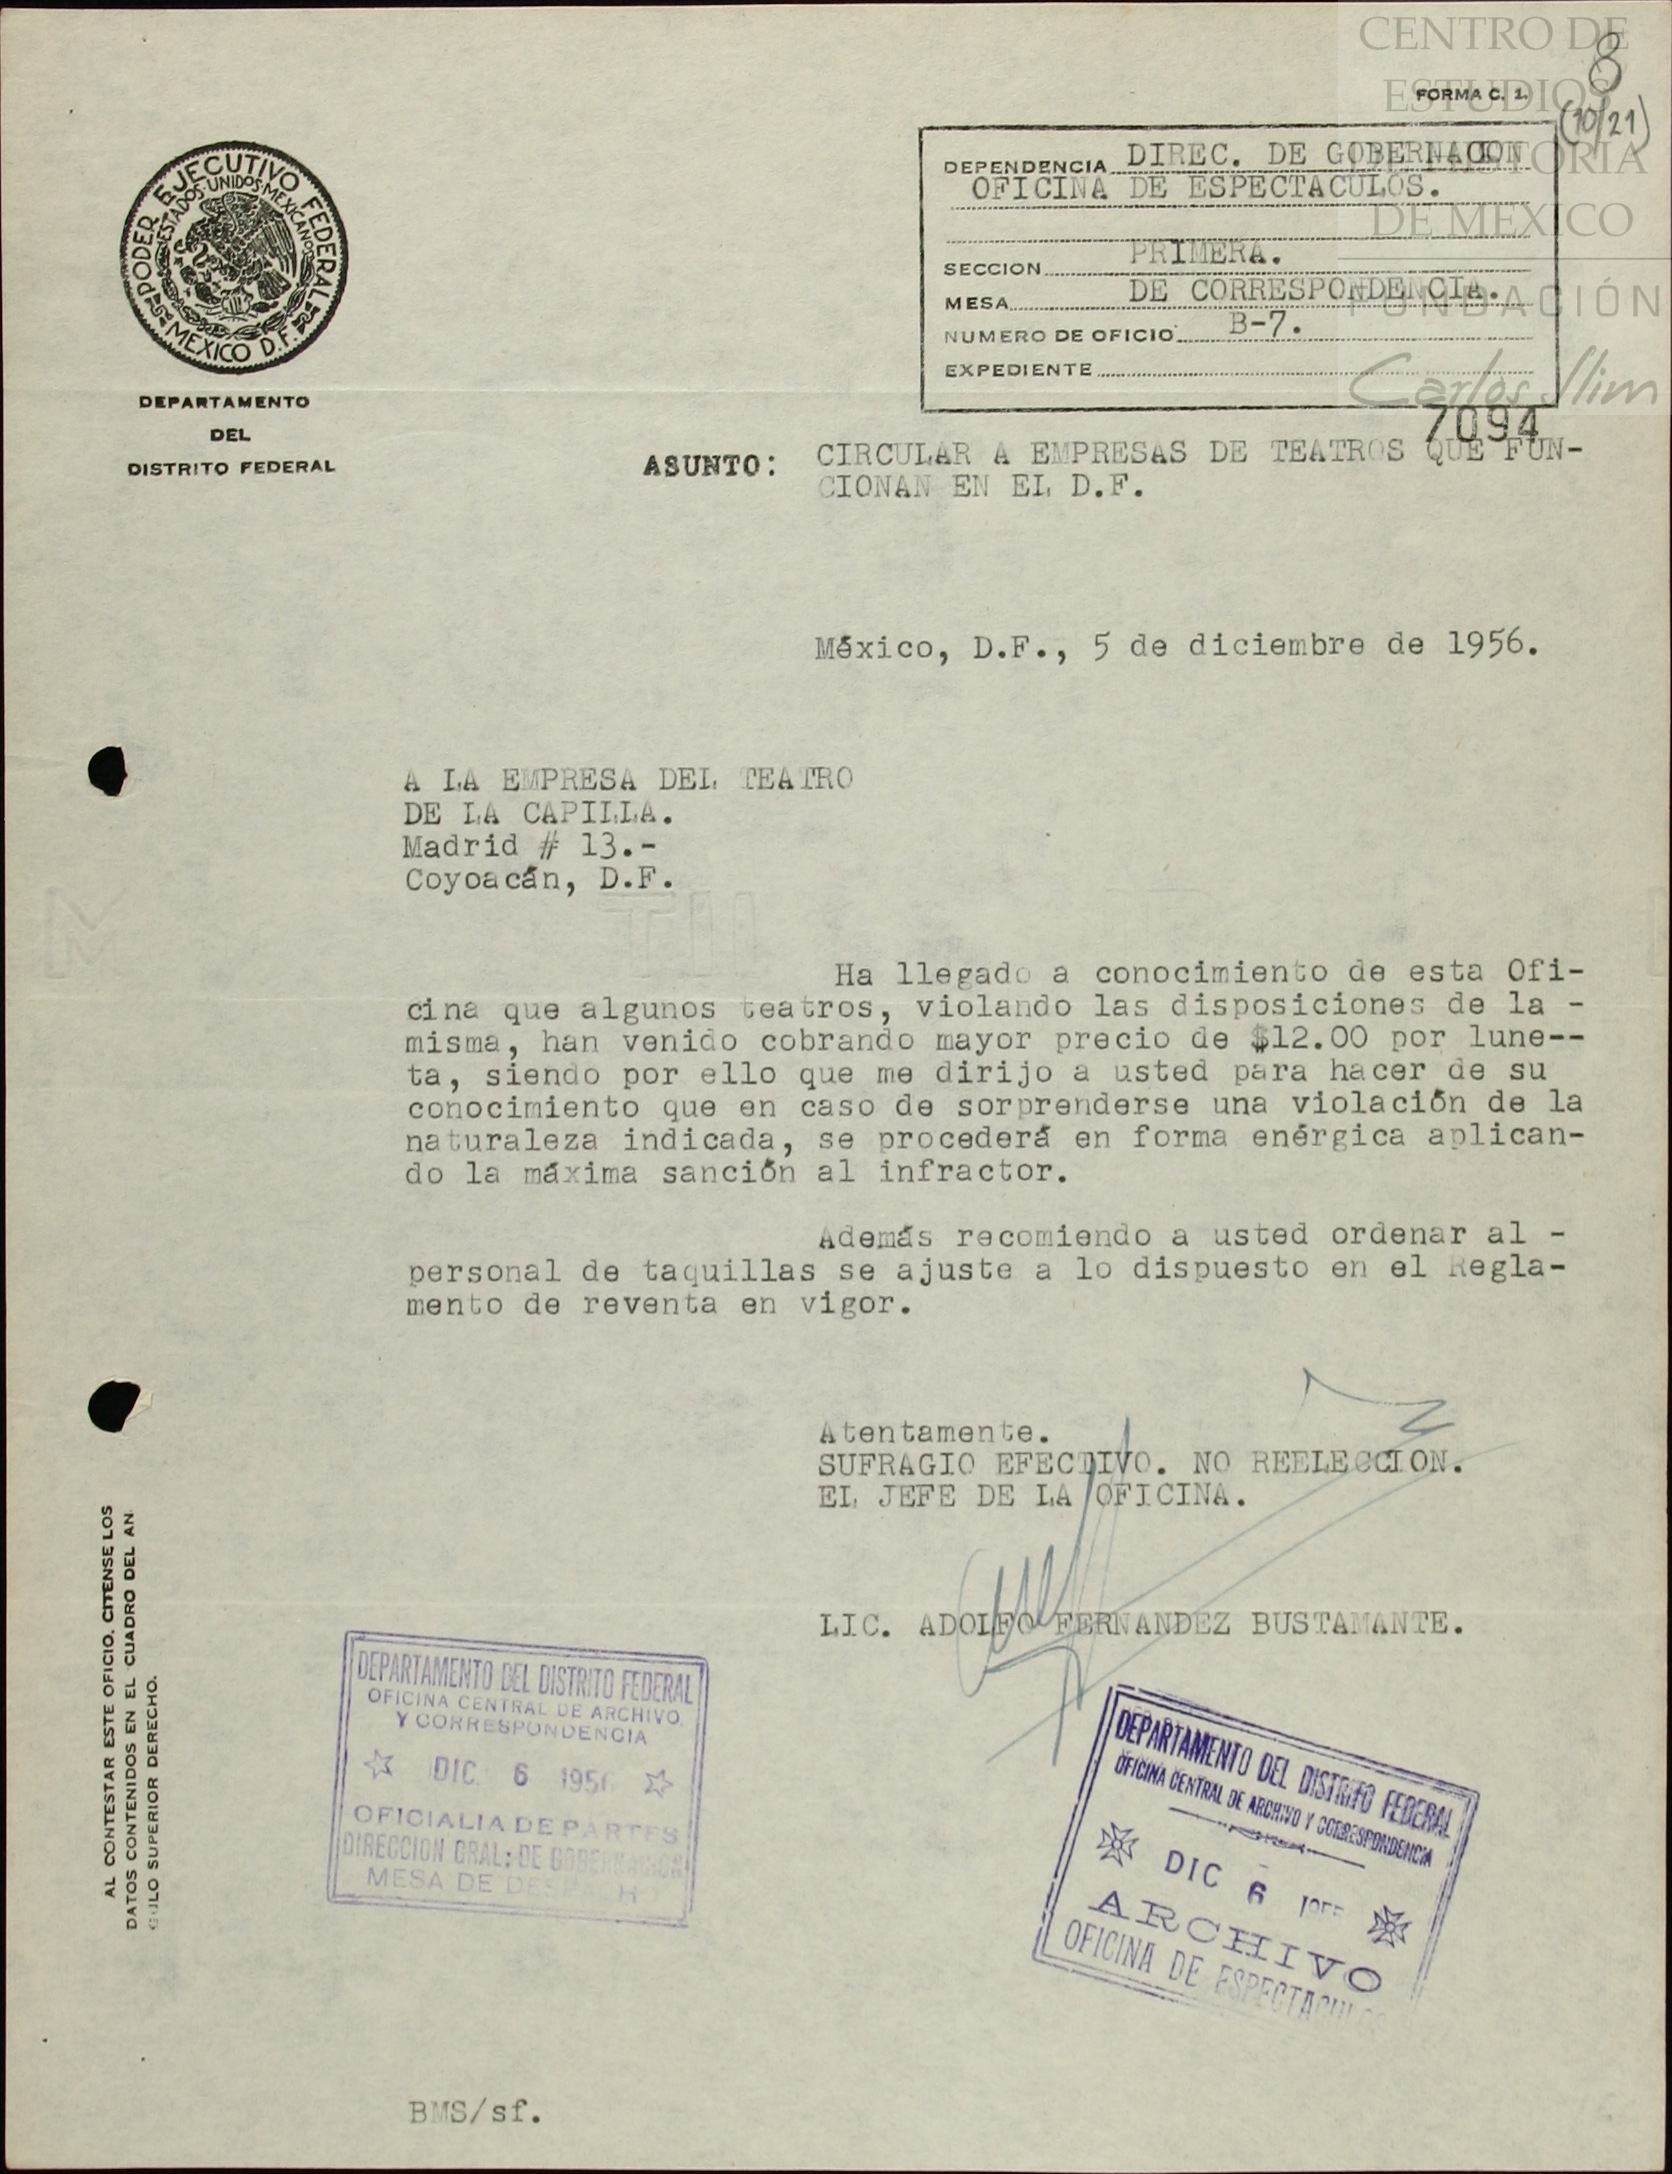 CENTRO DE
ESTUDIOS
DE HISTORIA
DE MEXICO
FUNDACIÓN
Carlos Slim
8
(10/21)
FORMA C. 1.
DEPENDENCIA DIREC. DE GOBERNACION
OFICINA DE ESPECTACULOS.
SECCION PRIMERA.
MESA DE CORRESPONDENCIA.
NUMERO DE OFICIO B-7.
EXPEDIENTE
7094
PODER EJECUTIVO FEDERAL
ESTADOS UNIDOS MEXICANOS
MEXICO D.F.
DEPARTAMENTO
DEL
DISTRITO FEDERAL
ASUNTO: CIRCULAR A EMPRESAS DE TEATROS QUE FUN-
CIONAN EN EL D.F.
México, D.F., 5 de diciembre de 1956.
A LA EMPRESA DEL TEATRO
DE LA CAPILLA.
Madrid # 13.-
Coyoacán, D.F.
Ha llegado a conocimiento de esta Ofi-
cina que algunos teatros, violando las disposiciones de la -
misma, han venido cobrando mayor precio de $12.00 por lune--
ta, siendo por ello que me dirijo a usted para hacer de su
conocimiento que en caso de sorprenderse una violación de la
naturaleza indicada, se procederá en forma enérgica aplican-
do la máxima sanción al infractor.
Además recomiendo a usted ordenar al -
personal de taquillas se ajuste a lo dispuesto en el Regla-
mento de reventa en vigor.
Atentamente.
SUFRAGIO EFECTIVO. NO REELECCION.
EL JEFE DE LA OFICINA.
LIC. ADOLFO FERNANDEZ BUSTAMANTE.
AL CONTESTAR ESTE OFICIO. CITENSE LOS
DATOS CONTENIDOS EN EL CUADRO DEL AN
GULO SUPERIOR DERECHO.
DEPARTAMENTO DEL DISTRITO FEDERAL
OFICINA CENTRAL DE ARCHIVO
Y CORRESPONDENCIA
DIC. 6 1956
OFICIALIA DE PARTES
DIRECCION GRAL: DE GOBERNACION
MESA DE
DEPARTAMENTO DEL DISTRITO FEDERAL
OFICINA CENTRAL DE ARCHIVO Y CORRESPONDENCIA
DIC 6
ARCHIVO
OFICINA DE ESPECTACULOS
BMS/sf.